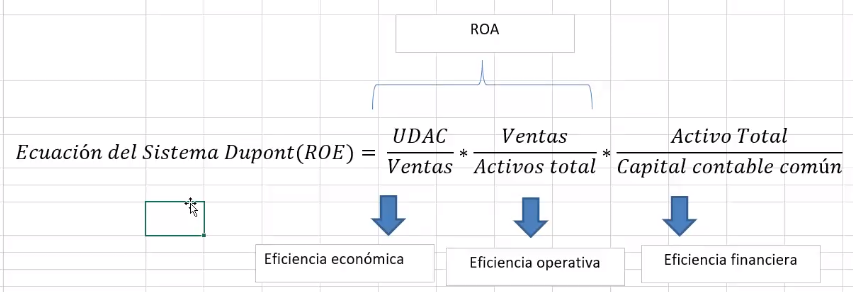 ROA
Ecuación del Sistema Dupont(ROE) = UDAC/Ventas * Ventas/Activos total * Activo Total/Capital contable común
Eficiencia económica
Eficiencia operativa
Eficiencia financiera